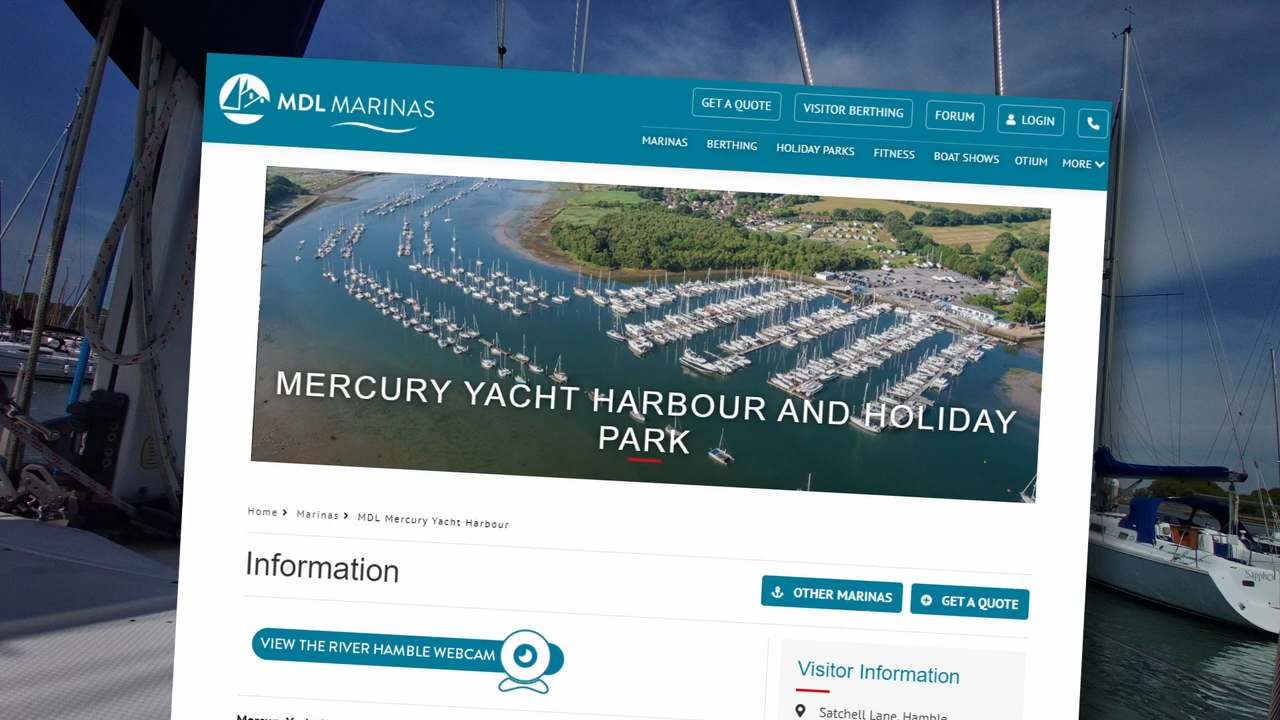 MDL MARINAS
GET A QUOTE
VISITOR BERTHING
FORUM
LOGIN
MARINAS
BERTHING
HOLIDAY PARKS
FITNESS
BOAT SHOWS
OTIUM
MORE
MERCURY YACHT HARBOUR AND HOLIDAY
PARK
Home
Marinas
MDL Mercury Yacht Harbour
Information
OTHER MARINAS
GET A QUOTE
VIEW THE RIVER HAMBLE WEBCAM
Visitor Information
Satchell Lane, Hamble